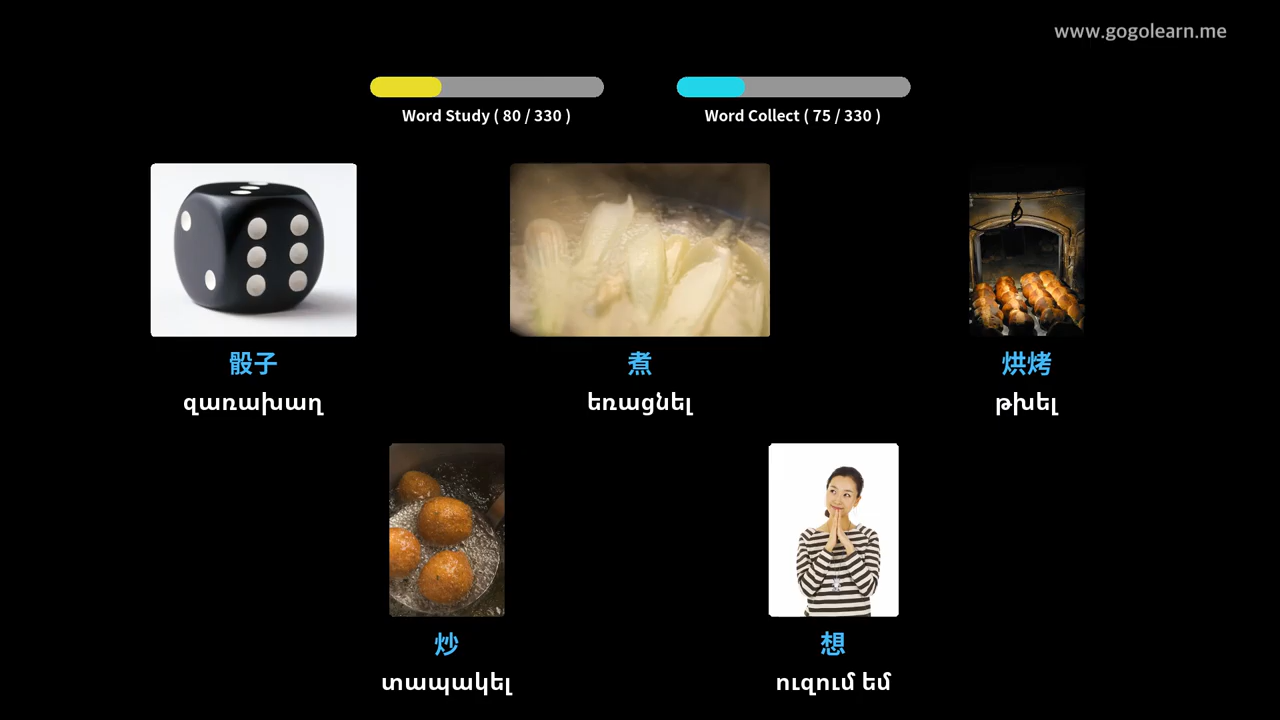 www.gogolearn.me
Word Study ( 80 / 330 )
Word Collect ( 75 / 330 )
骰子
煮
烘烤
զառախաղ
եռացնել
թխել
炒
想
տապակել
ուզում եմ